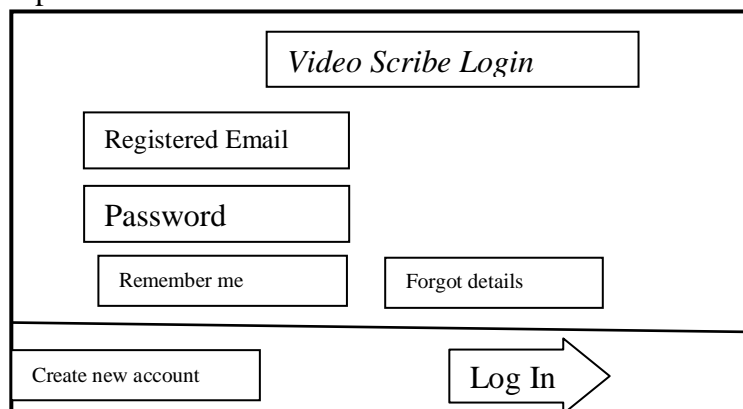 Video Scribe Login
Registered Email
Password
Remember me
Forgot details
Create new account
Log In